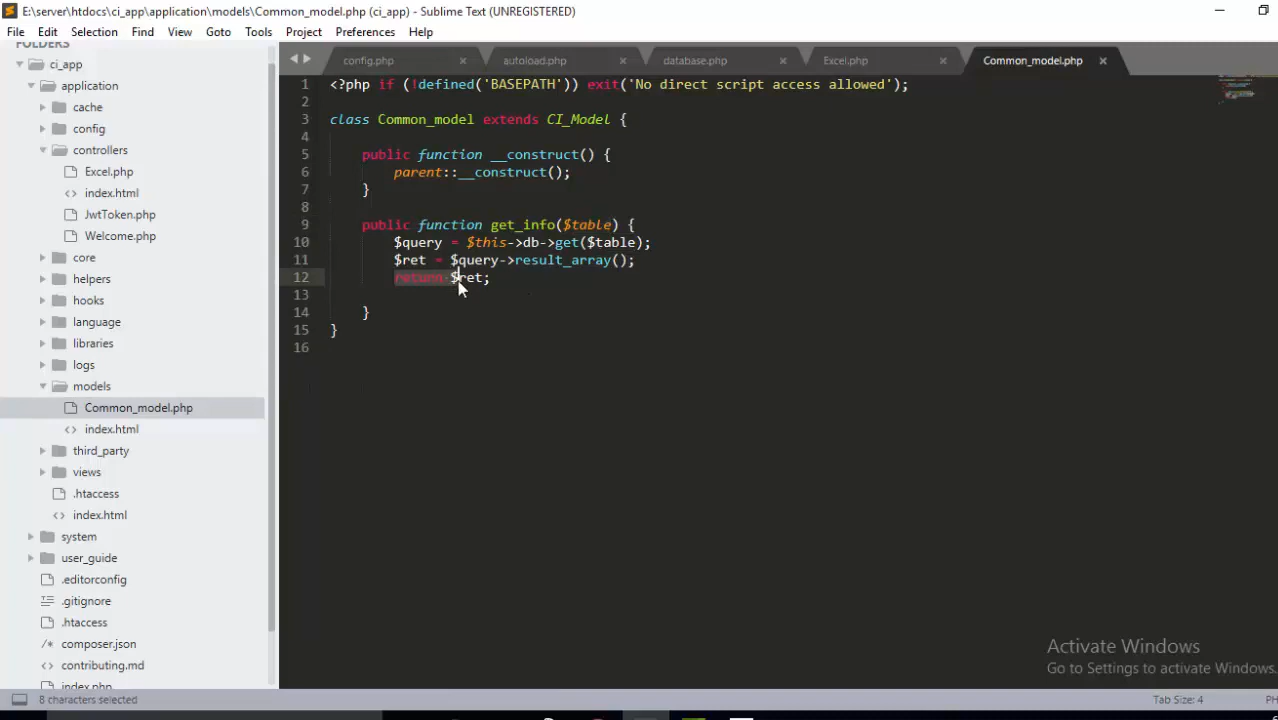 E:\server\htdocs\ci_app\application\models\Common_model.php (ci_app) - Sublime Text (UNREGISTERED)
File Edit Selection Find View Goto Tools Project Preferences Help
FOLDERS
ci_app
application
cache
config
controllers
Excel.php
index.html
JwtToken.php
Welcome.php
core
helpers
hooks
language
libraries
logs
models
Common_model.php
index.html
third_party
views
.htaccess
index.html
system
user_guide
.editorconfig
.gitignore
.htaccess
composer.json
contributing.md
index.php
config.php autoload.php database.php Excel.php Common_model.php
1 <?php if (!defined('BASEPATH')) exit('No direct script access allowed');
2
3 class Common_model extends CI_Model {
4
5 public function __construct() {
6 parent::__construct();
7 }
8
9 public function get_info($table) {
10 $query = $this->db->get($table);
11 $ret = $query->result_array();
12 return $ret;
13
14 }
15 }
16
Activate Windows
Go to Settings to activate Windows.
8 characters selected
Tab Size: 4
PH